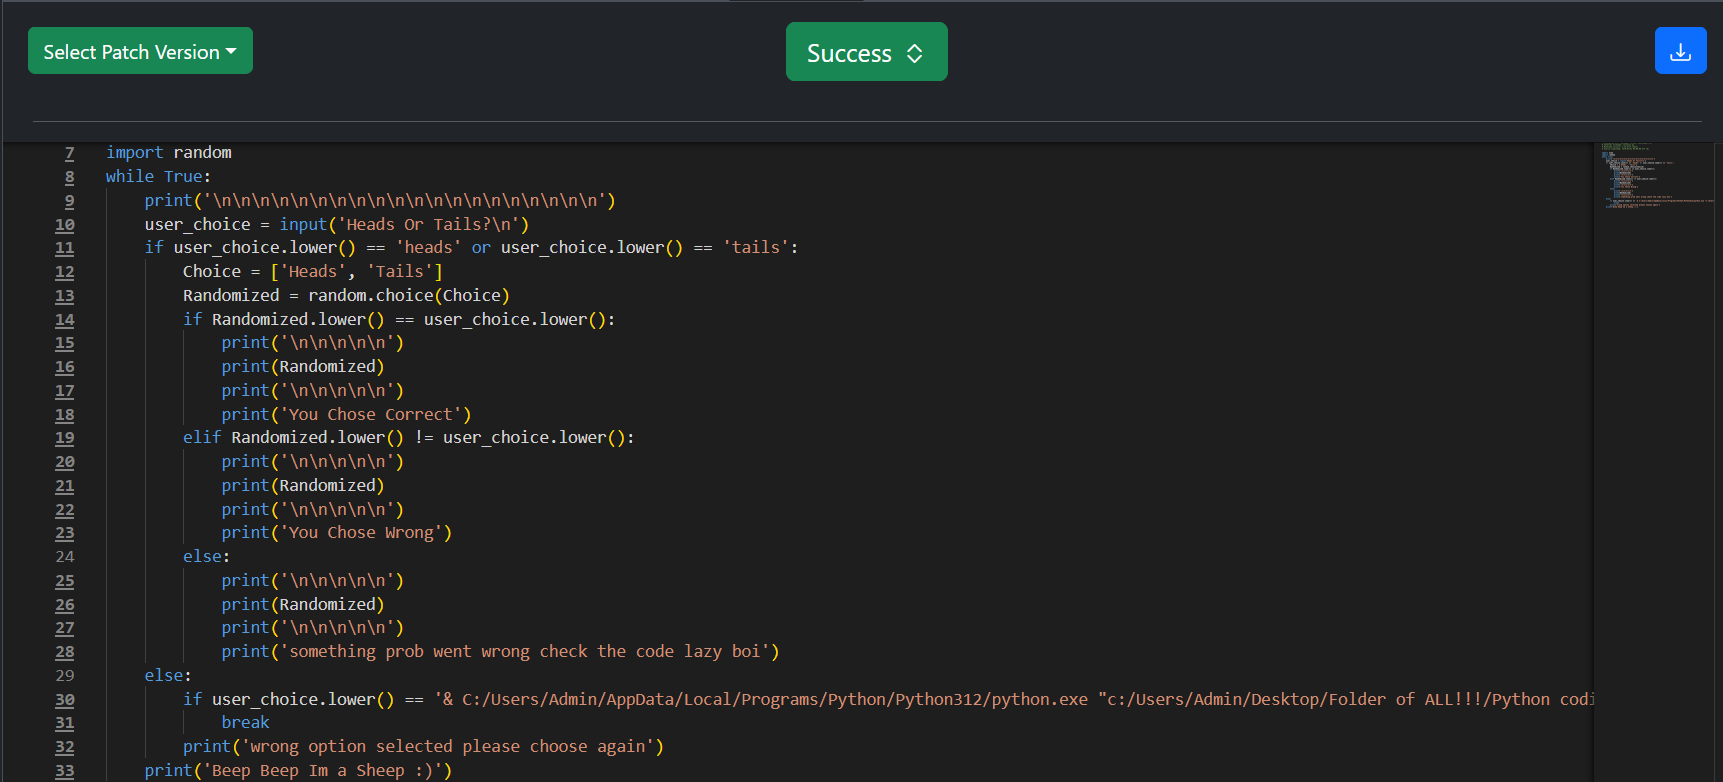 Select Patch Version
Success
7 import random
8 while True:
9     print('\n\n\n\n\n\n\n\n\n\n\n\n\n\n\n\n\n\n\n\n')
10     user_choice = input('Heads Or Tails?\n')
11     if user_choice.lower() == 'heads' or user_choice.lower() == 'tails':
12         Choice = ['Heads', 'Tails']
13         Randomized = random.choice(Choice)
14         if Randomized.lower() == user_choice.lower():
15             print('\n\n\n\n\n')
16             print(Randomized)
17             print('\n\n\n\n\n')
18             print('You Chose Correct')
19         elif Randomized.lower() != user_choice.lower():
20             print('\n\n\n\n\n')
21             print(Randomized)
22             print('\n\n\n\n\n')
23             print('You Chose Wrong')
24         else:
25             print('\n\n\n\n\n')
26             print(Randomized)
27             print('\n\n\n\n\n')
28             print('something prob went wrong check the code lazy boi')
29     else:
30         if user_choice.lower() == '& C:/Users/Admin/AppData/Local/Programs/Python/Python312/python.exe "c:/Users/Admin/Desktop/Folder of ALL!!!/Python codi
31             break
32         print('wrong option selected please choose again')
33     print('Beep Beep Im a Sheep :)')